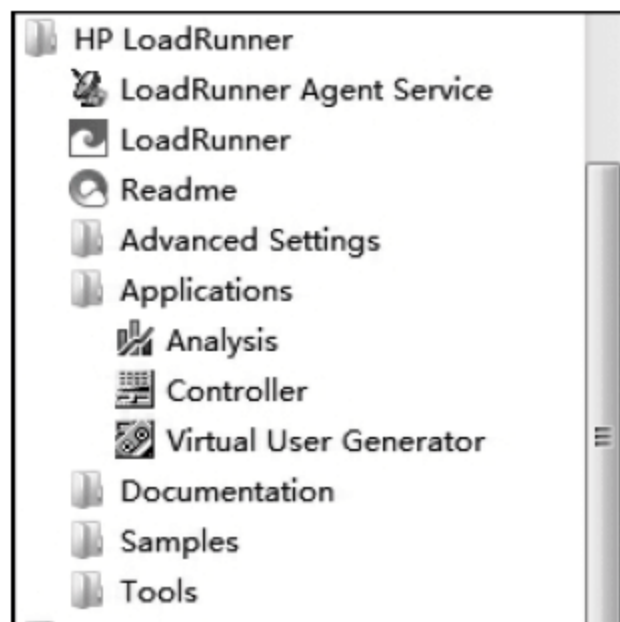 HP LoadRunner
LoadRunner Agent Service
LoadRunner
Readme
Advanced Settings
Applications
Analysis
Controller
Virtual User Generator
Documentation
Samples
Tools